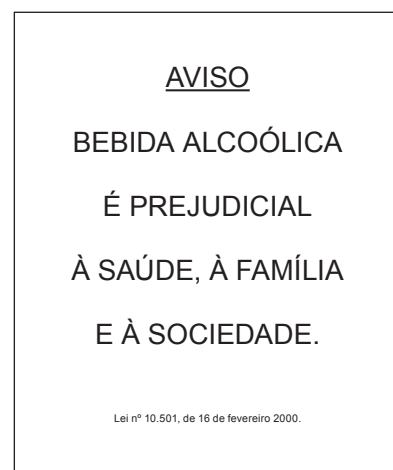 AVISO
BEBIDA ALCOÓLICA
É PREJUDICIAL
À SAÚDE, À FAMÍLIA
E À SOCIEDADE.
Lei nº 10.501, de 16 de fevereiro 2000.